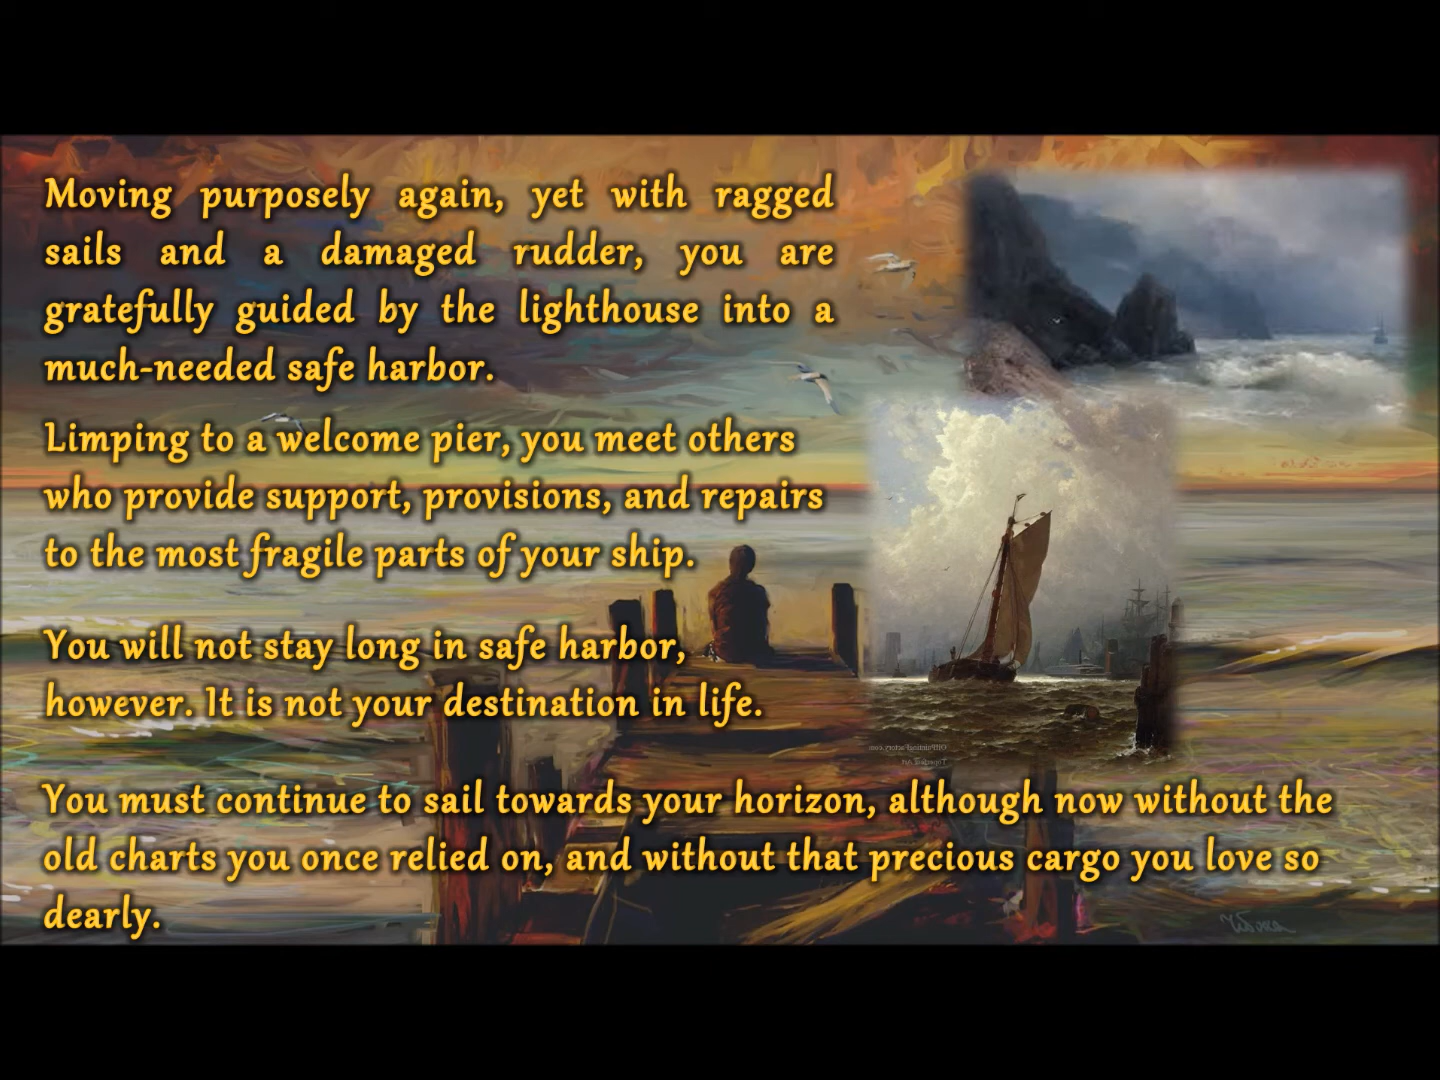 Moving purposely again, yet with ragged
sails and a damaged rudder, you are
gratefully guided by the lighthouse into a
much-needed safe harbor.
Limping to a welcome pier, you meet others
who provide support, provisions, and repairs
to the most fragile parts of your ship.
You will not stay long in safe harbor,
however. It is not your destination in life.
You must continue to sail towards your horizon, although now without the
old charts you once relied on, and without that precious cargo you love so
dearly.